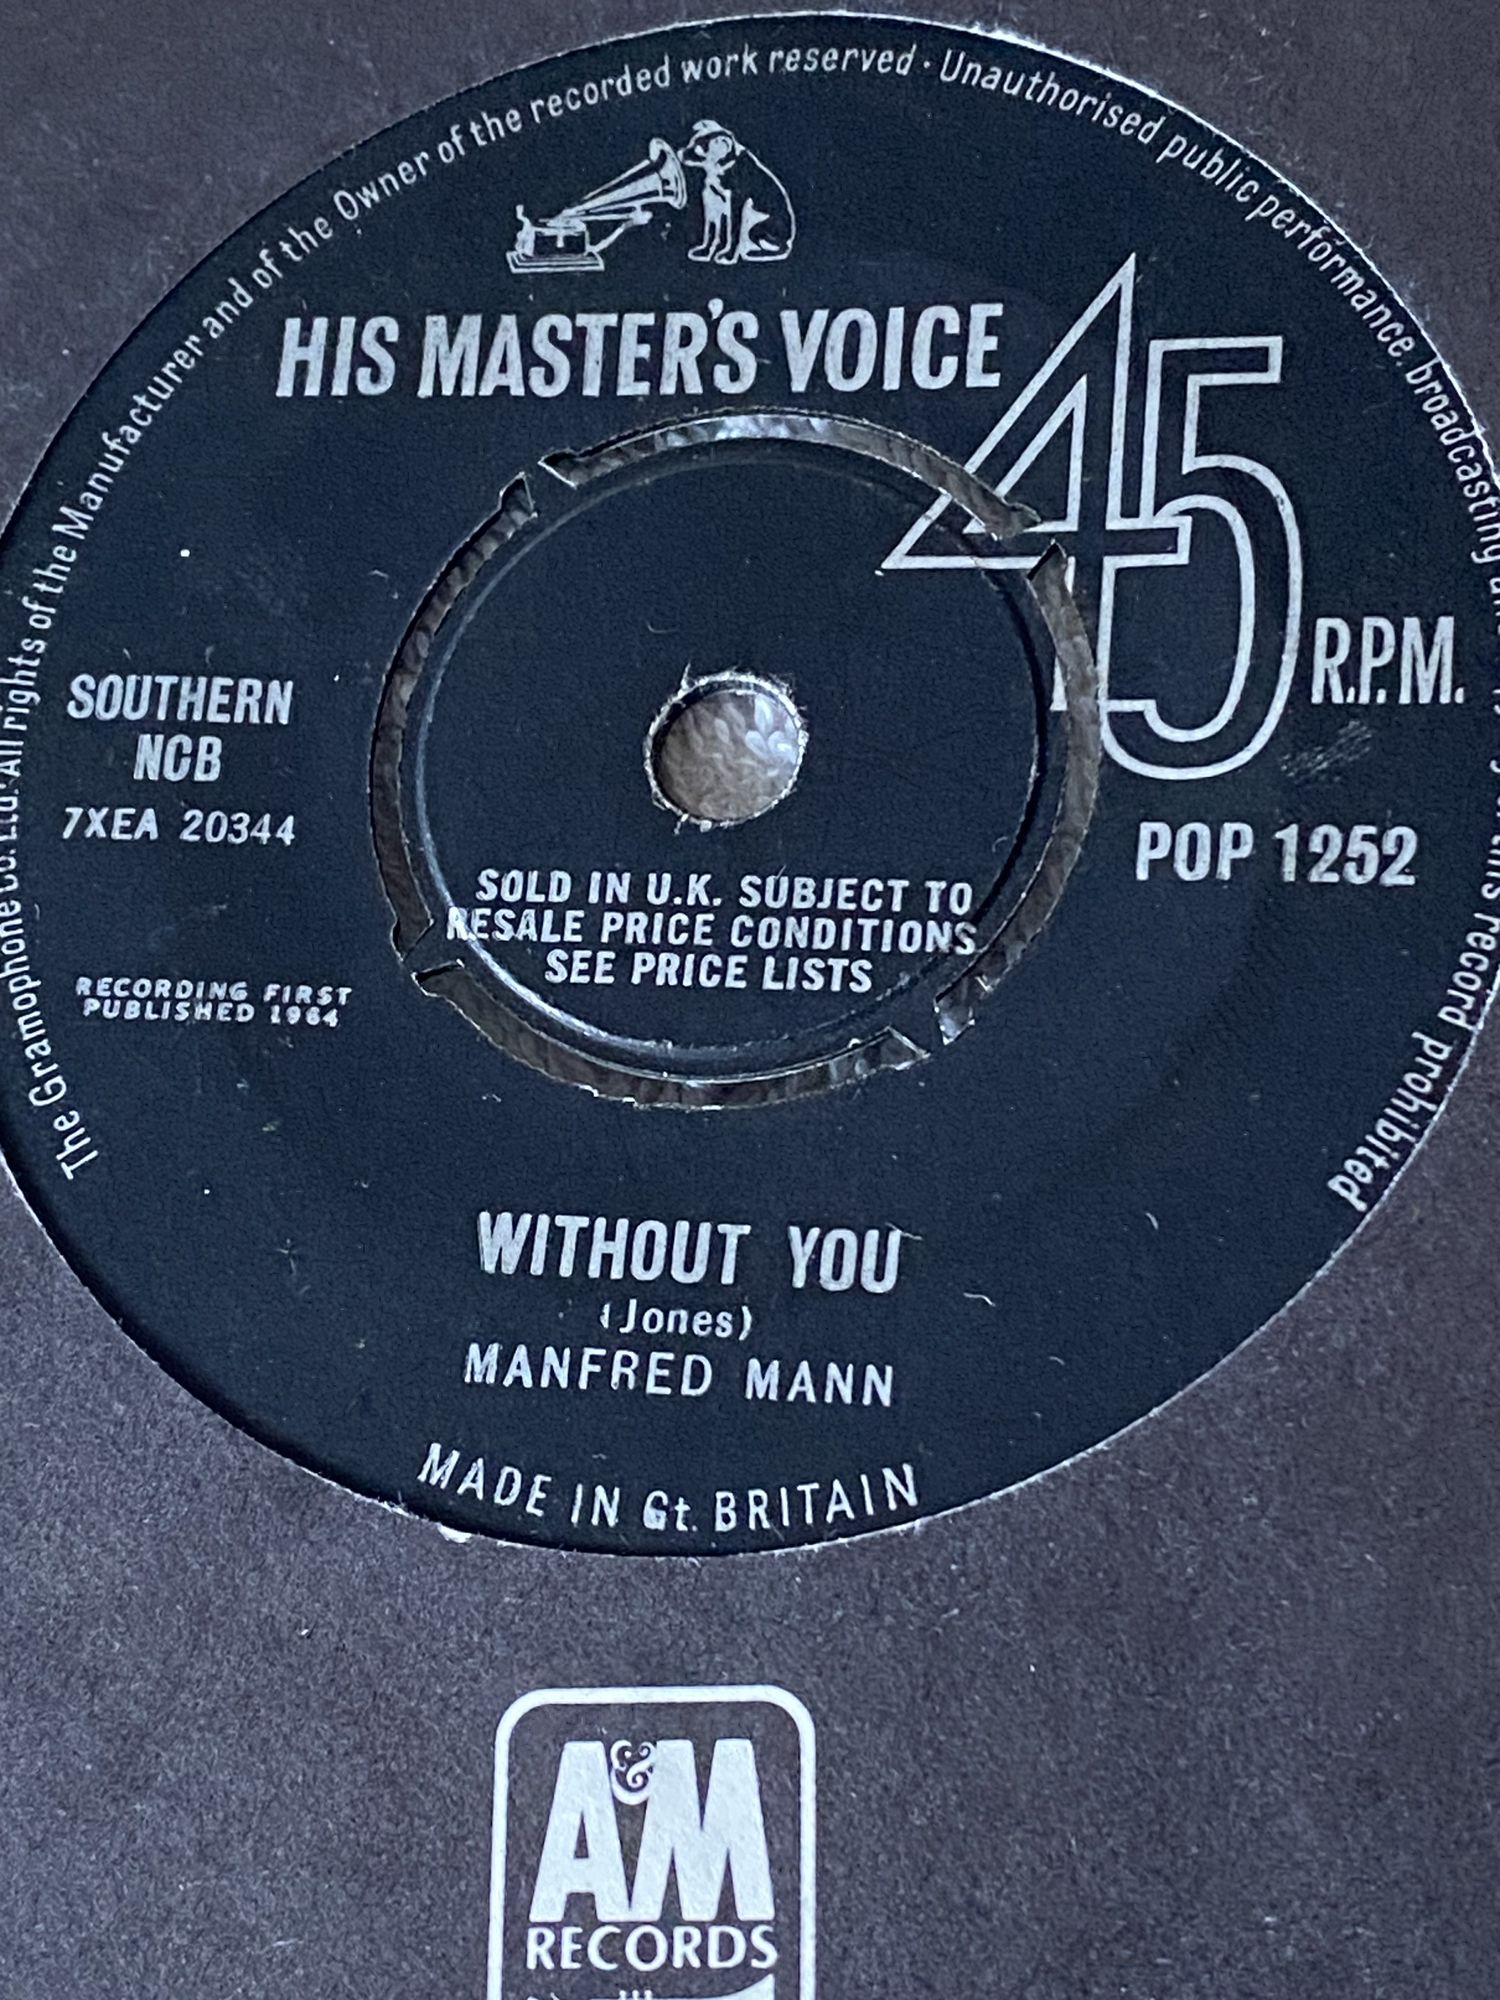 The Gramophone Co. Ltd. All rights of the Manufacturer and of the Owner of the recorded work reserved · Unauthorised public performance, broadcasting record prohibited
HIS MASTER'S VOICE
45
R.P.M.
SOUTHERN
NCB
7XEA 20344
POP 1252
SOLD IN U.K. SUBJECT TO
RESALE PRICE CONDITIONS
SEE PRICE LISTS
RECORDING FIRST
PUBLISHED 1964
WITHOUT YOU
(Jones)
MANFRED MANN
MADE IN Gt. BRITAIN
A&M
RECORDS